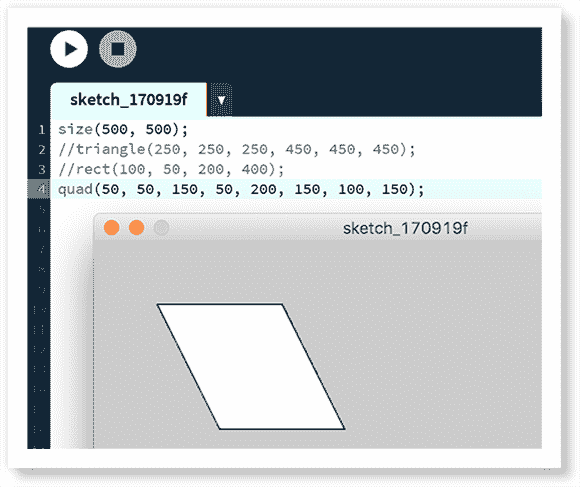 sketch_170919f ▼
1 size(500, 500);
2 //triangle(250, 250, 250, 450, 450, 450);
3 //rect(100, 50, 200, 400);
4 quad(50, 50, 150, 50, 200, 150, 100, 150);
sketch_170919f